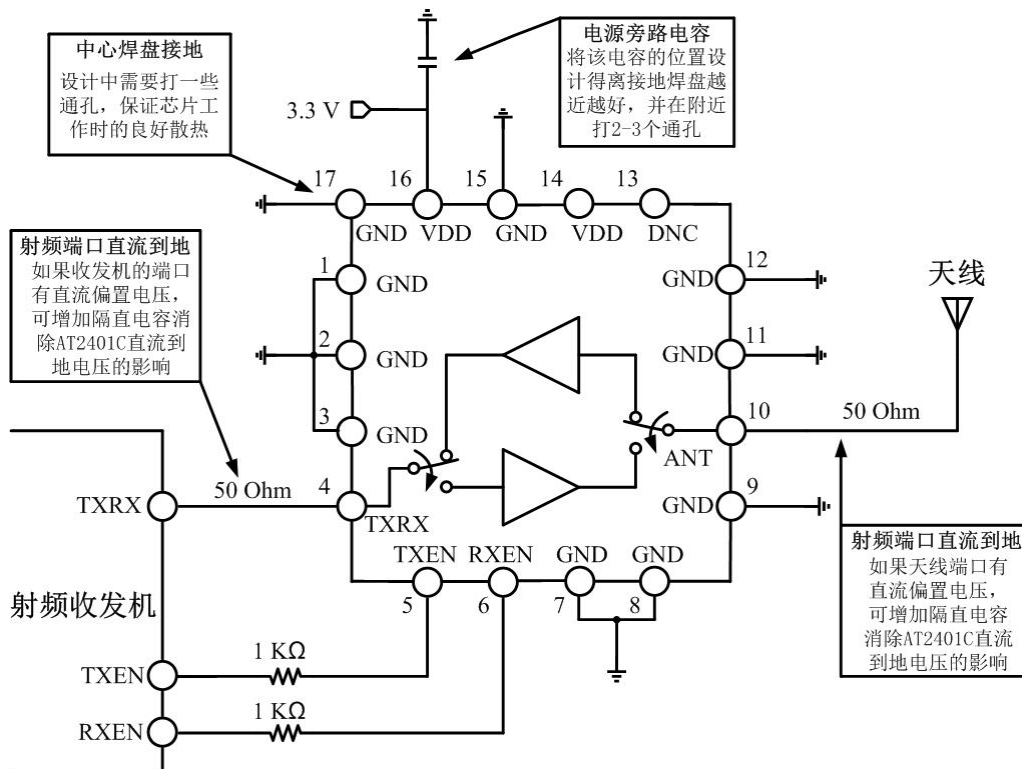 中心焊盘接地
设计中需要打一些
通孔，保证芯片工
作时的良好散热
电源旁路电容
将该电容的位置设
计得离接地焊盘越
近越好，并在附近
打2-3个通孔
3.3 V
17
16
15
14
13
GND
VDD
GND
VDD
DNC
射频端口直流到地
如果收发机的端口
有直流偏置电压，
可增加隔直电容消
除AT2401C直流到
地电压的影响
1
GND
2
GND
3
GND
12
GND
11
GND
10
ANT
9
GND
天线
50 Ohm
TXRX
50 Ohm
4
TXRX
TXEN
RXEN
GND
GND
5
6
7
8
射频端口直流到地
如果天线端口有
直流偏置电压，
可增加隔直电容
消除AT2401C直流
到地电压的影响
射频收发机
1 KΩ
TXEN
1 KΩ
RXEN